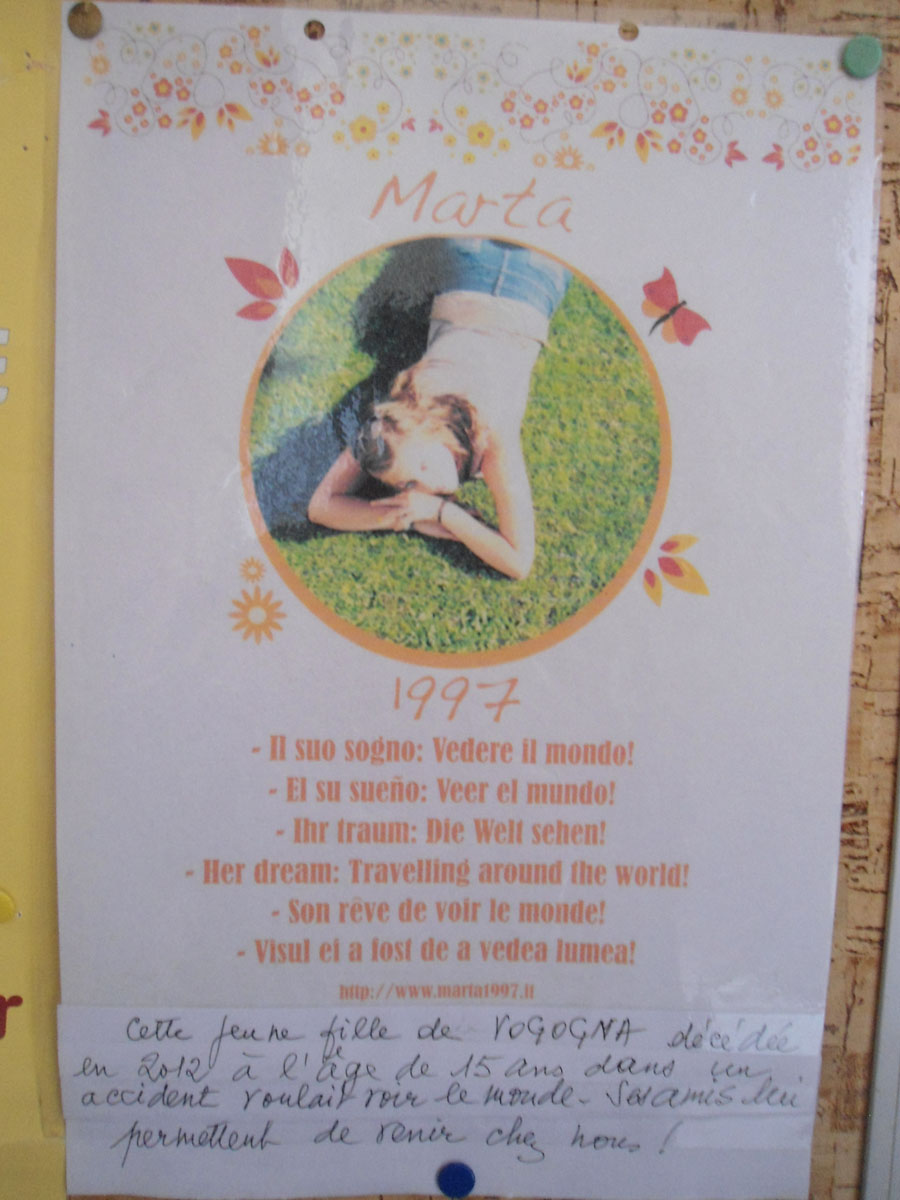 Marta
1997
- Il suo sogno: Vedere il mondo!
- El su sueño: Veer el mundo!
- Ihr traum: Die Welt sehen!
- Her dream: Travelling around the world!
- Son rêve de voir le monde!
- Visul ei a fost de a vedea lumea!
http://www.marta1997.it
Cette jeune fille de VOGOGNA décédée
en 2012 à l'âge de 15 ans dans un
accident voulait voir le monde. Ses amis lui
permettent de venir chez nous !